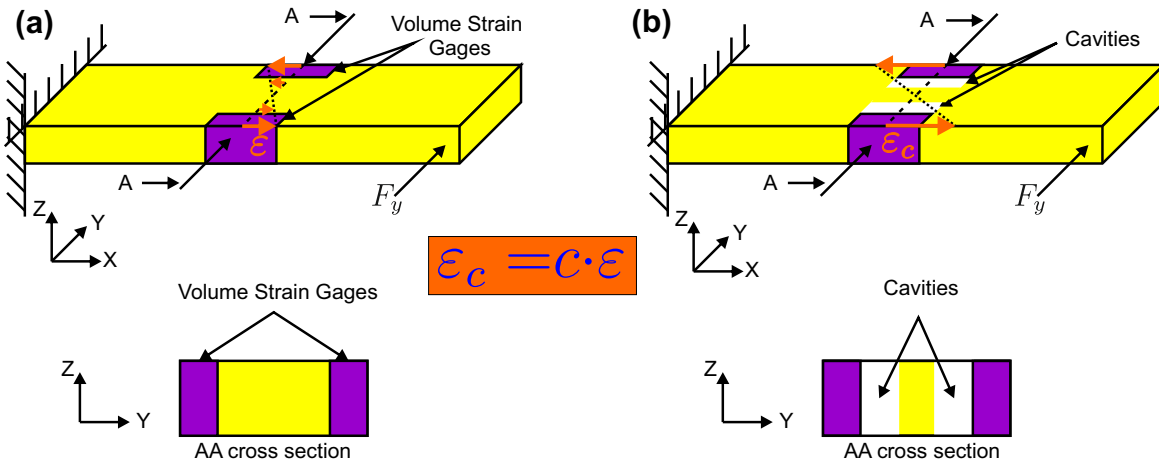 (a)
A
Volume Strain
Gages
ε
A
F_y
Z
Y
X
(b)
A
Cavities
ε_c
A
F_y
Z
Y
X
ε_c = c·ε
Volume Strain Gages
Z
Y
AA cross section
Cavities
Z
Y
AA cross section